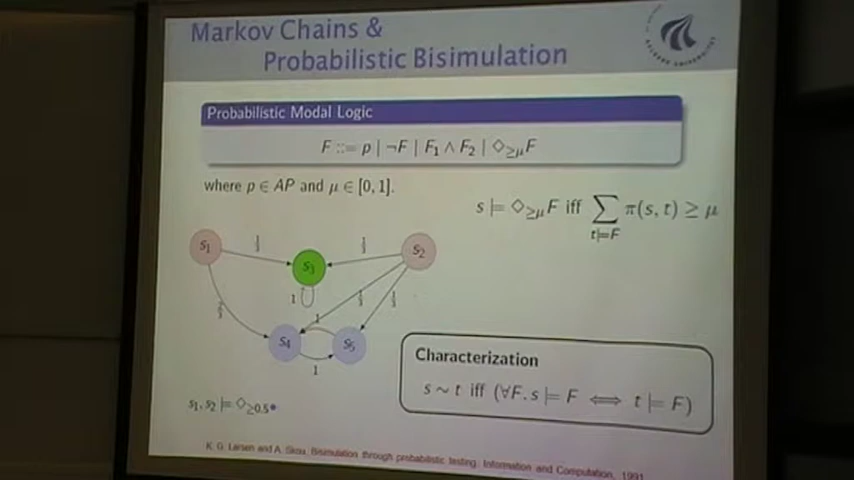 Markov Chains &
Probabilistic Bisimulation
Probabilistic Modal Logic
F ::= p | ¬F | F₁ ∧ F₂ | ◇≥μF
where p ∈ AP and μ ∈ [0, 1].
s ⊨ ◇≥μF iff ∑ π(s, t) ≥ μ
t⊨F
s₁
s₂
s₃
1
s₄
s₅
1
1
Characterization
s ∼ t iff (∀F. s ⊨ F ⟺ t ⊨ F)
s₁, s₂ ⊨ ◇≥0.5●
K. G. Larsen and A. Skou. Bisimulation through probabilistic testing. Information and Computation, 1991